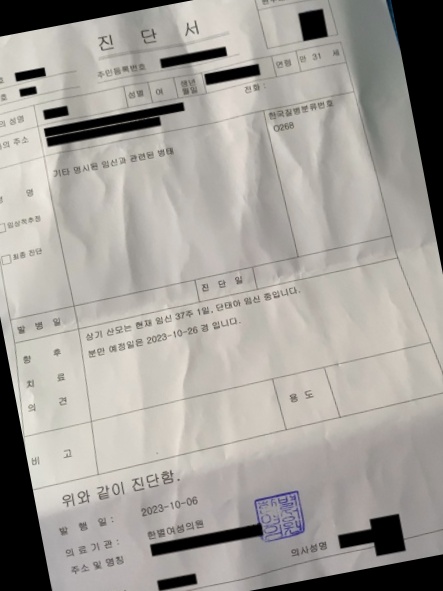 진 단 서
호
호
주민등록번호
연령 만 31 세
의 성명
성별 여
생년
월일
전화 :
의 주소
한국질병분류번호
O268
명
기타 명시된 임신과 관련된 병태
임상적추정
최종 진단
발 병 일 :
진 단 일
향 후
치 료
의 견
상기 산모는 현재 임신 37주 1일, 단태아 임신 중입니다.
분만 예정일은 2023-10-26 경 입니다.
비 고
용 도
위와 같이 진단함.
발 행 일 : 2023-10-06
의 료 기 관 : 한별여성의원
주소 및 명칭
의사성명